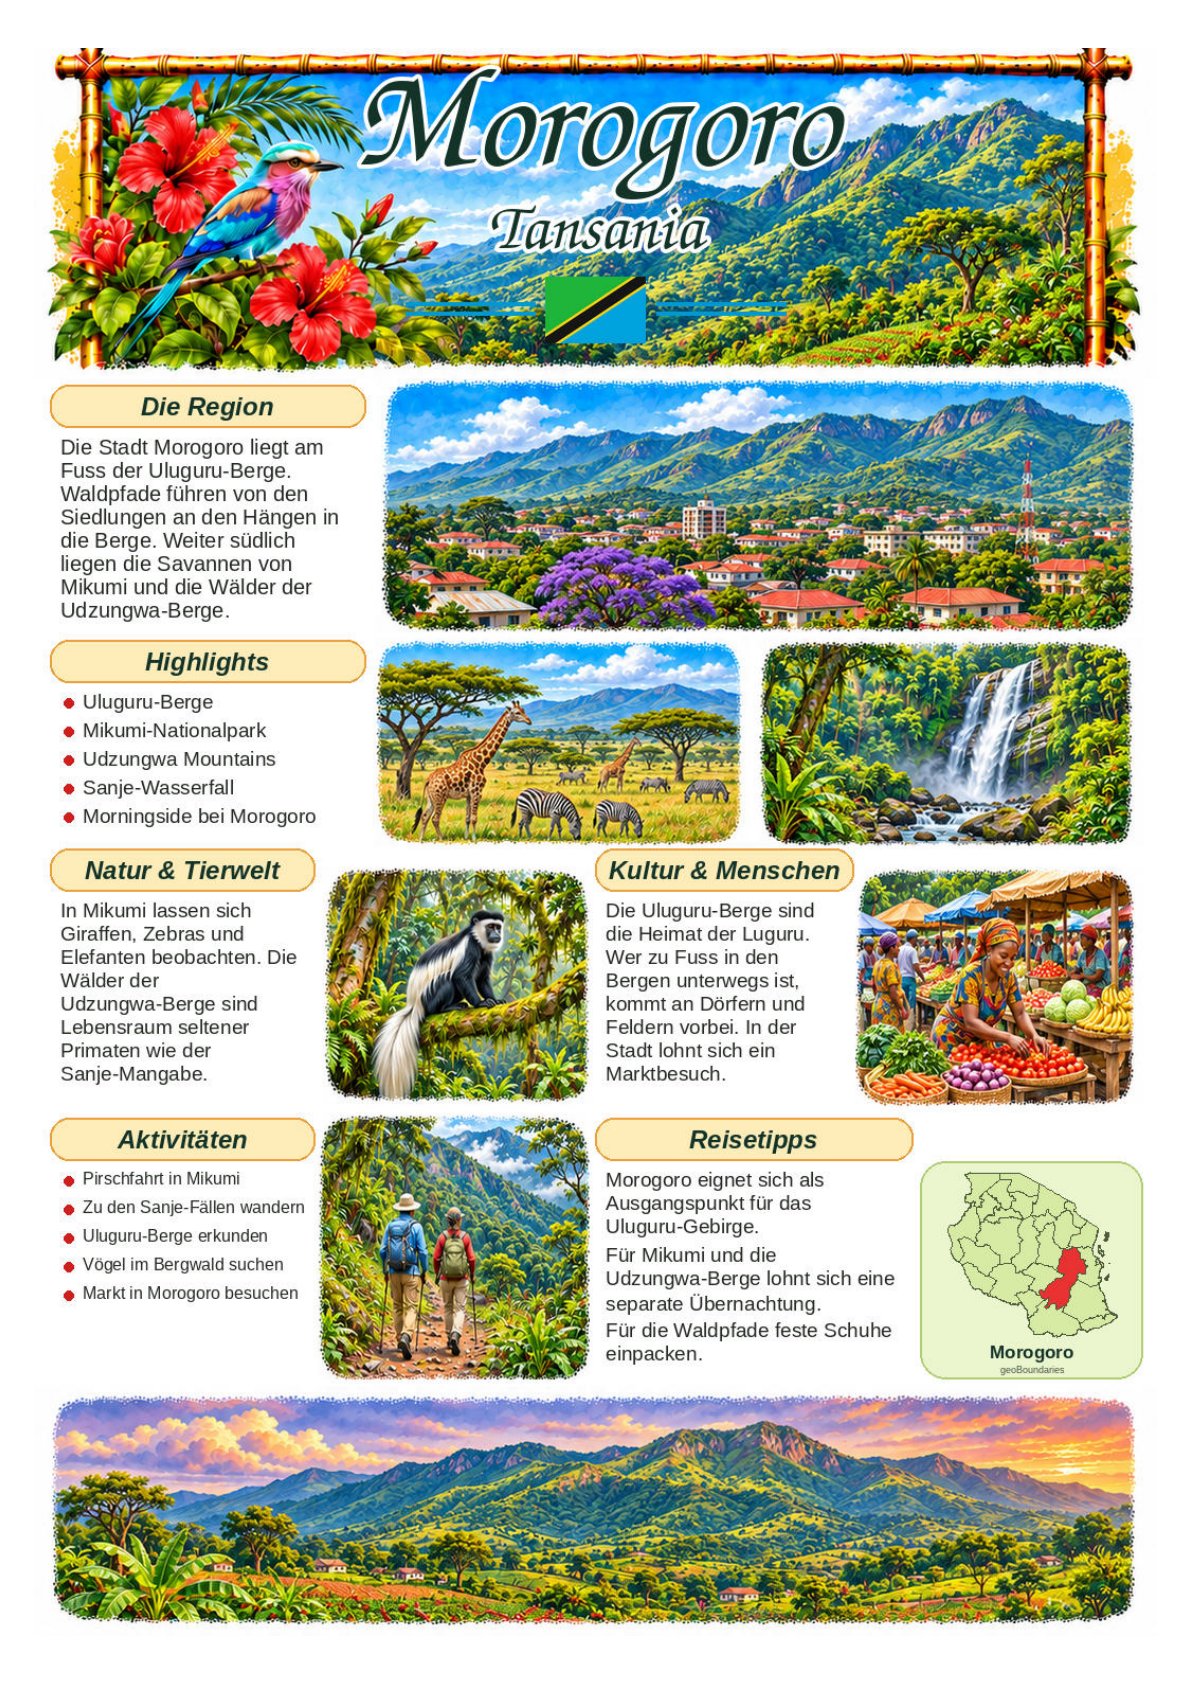 Morogoro
Tansania
Die Region
Die Stadt Morogoro liegt am
Fuss der Uluguru-Berge.
Waldpfade führen von den
Siedlungen an den Hängen in
die Berge. Weiter südlich
liegen die Savannen von
Mikumi und die Wälder der
Udzungwa-Berge.
Highlights
Uluguru-Berge
Mikumi-Nationalpark
Udzungwa Mountains
Sanje-Wasserfall
Morningside bei Morogoro
Natur & Tierwelt
In Mikumi lassen sich
Giraffen, Zebras und
Elefanten beobachten. Die
Wälder der
Udzungwa-Berge sind
Lebensraum seltener
Primaten wie der
Sanje-Mangabe.
Kultur & Menschen
Die Uluguru-Berge sind
die Heimat der Luguru.
Wer zu Fuss in den
Bergen unterwegs ist,
kommt an Dörfern und
Feldern vorbei. In der
Stadt lohnt sich ein
Marktbesuch.
Aktivitäten
Pirschfahrt in Mikumi
Zu den Sanje-Fällen wandern
Uluguru-Berge erkunden
Vögel im Bergwald suchen
Markt in Morogoro besuchen
Reisetipps
Morogoro eignet sich als
Ausgangspunkt für das
Uluguru-Gebirge.
Für Mikumi und die
Udzungwa-Berge lohnt sich eine
separate Übernachtung.
Für die Waldpfade feste Schuhe
einpacken.
Morogoro
geoBoundaries